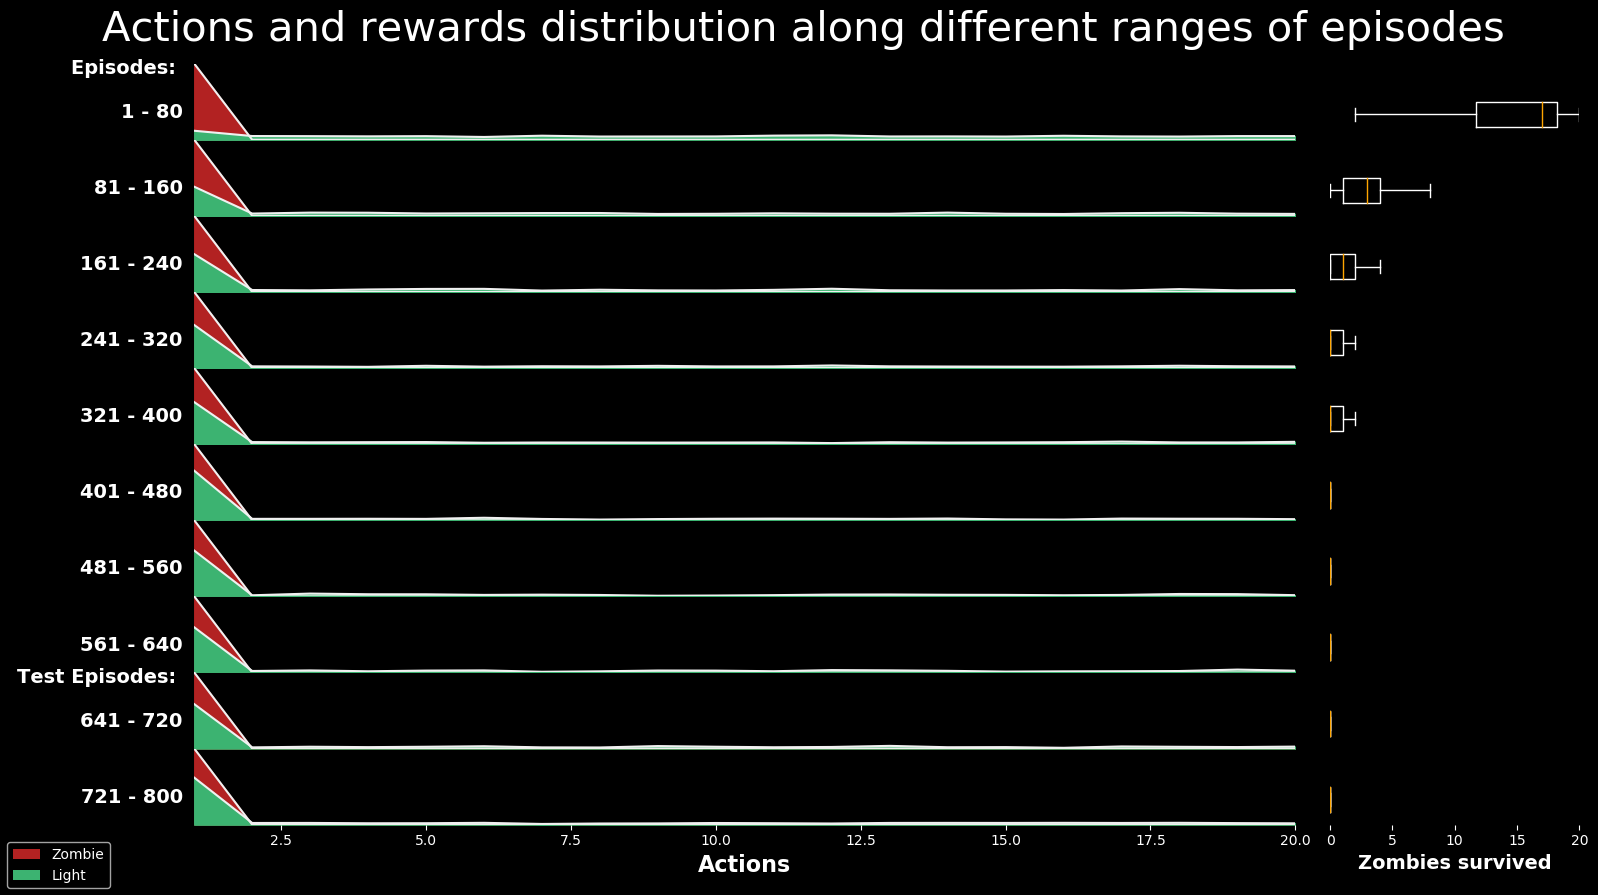 Actions and rewards distribution along different ranges of episodes
Episodes:
1 - 80
81 - 160
161 - 240
241 - 320
321 - 400
401 - 480
481 - 560
561 - 640
Test Episodes:
641 - 720
721 - 800
2.5 5.0 7.5 10.0 12.5 15.0 17.5 20.0
0 5 10 15 20
Actions
Zombies survived
Zombie
Light